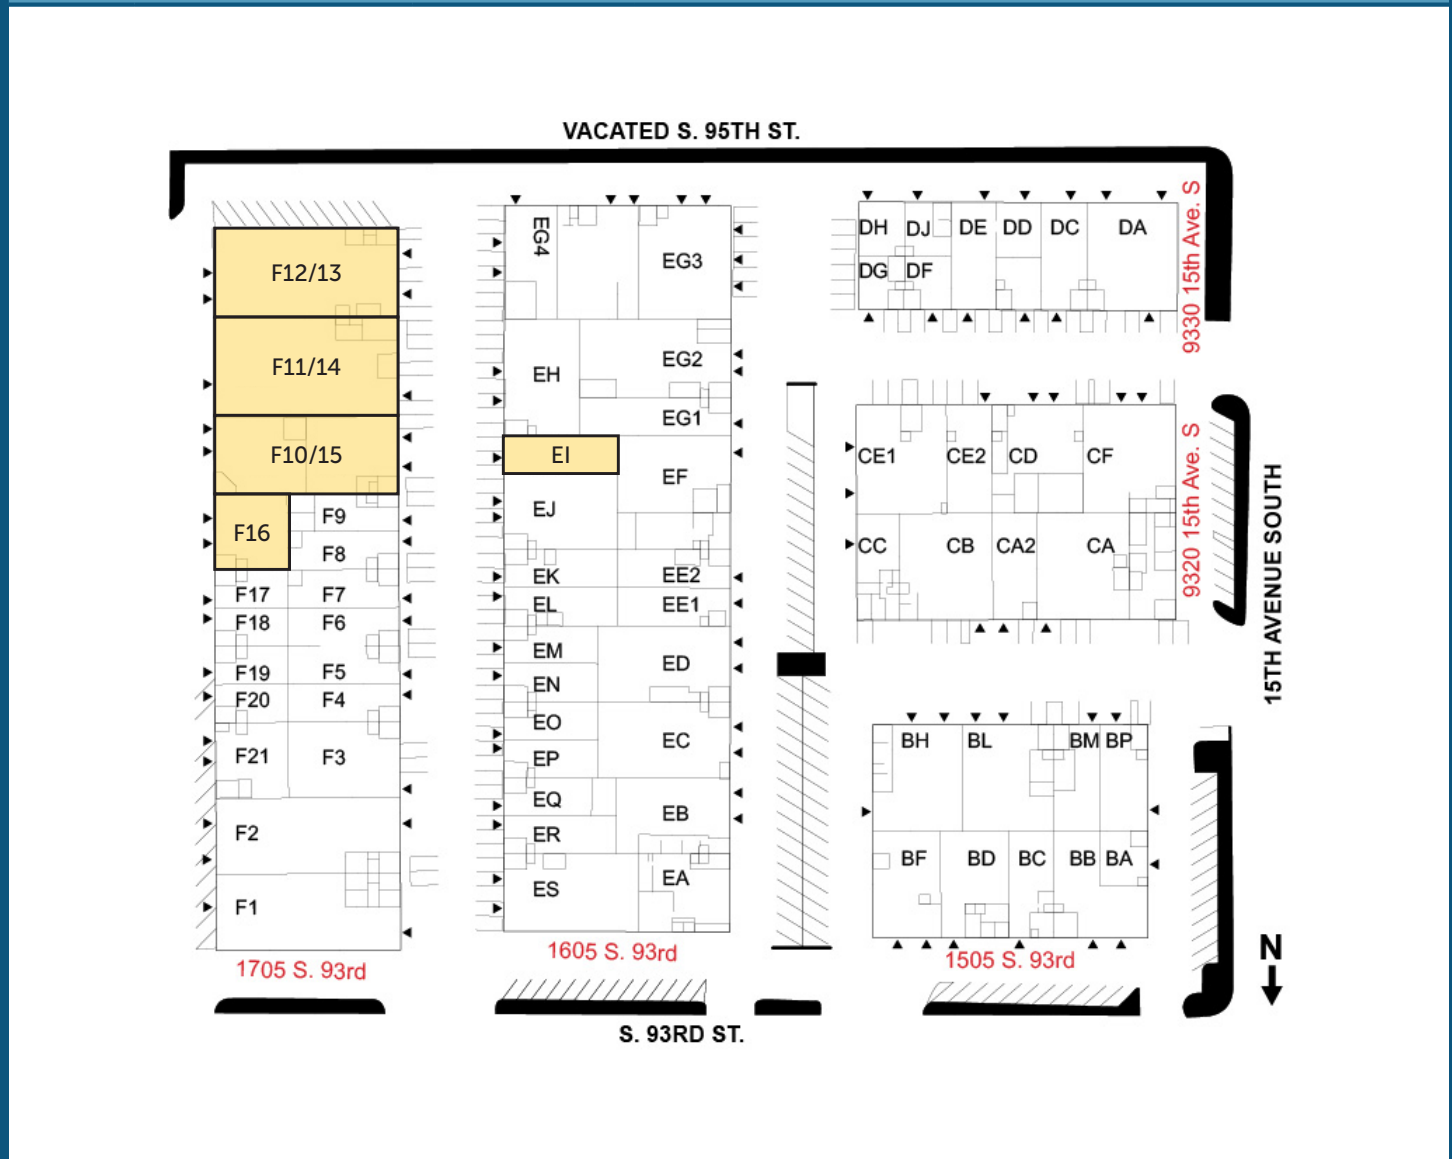 VACATED S. 95TH ST.
F12/13
F11/14
F10/15
F16
F9
F8
F17
F7
F18
F6
F19
F5
F20
F4
F21
F3
F2
F1
1705 S. 93rd
EG4
EG3
EH
EG2
EG1
EI
EF
EJ
EK
EE2
EL
EE1
EM
ED
EN
EO
EC
EP
EQ
EB
ER
ES
EA
1605 S. 93rd
DH
DJ
DE
DD
DC
DA
DG
DF
9330 15th Ave. S
CE1
CE2
CD
CF
CC
CB
CA2
CA
9320 15th Ave. S
15TH AVENUE SOUTH
BH
BL
BM
BP
BF
BD
BC
BB
BA
1505 S. 93rd
N
S. 93RD ST.